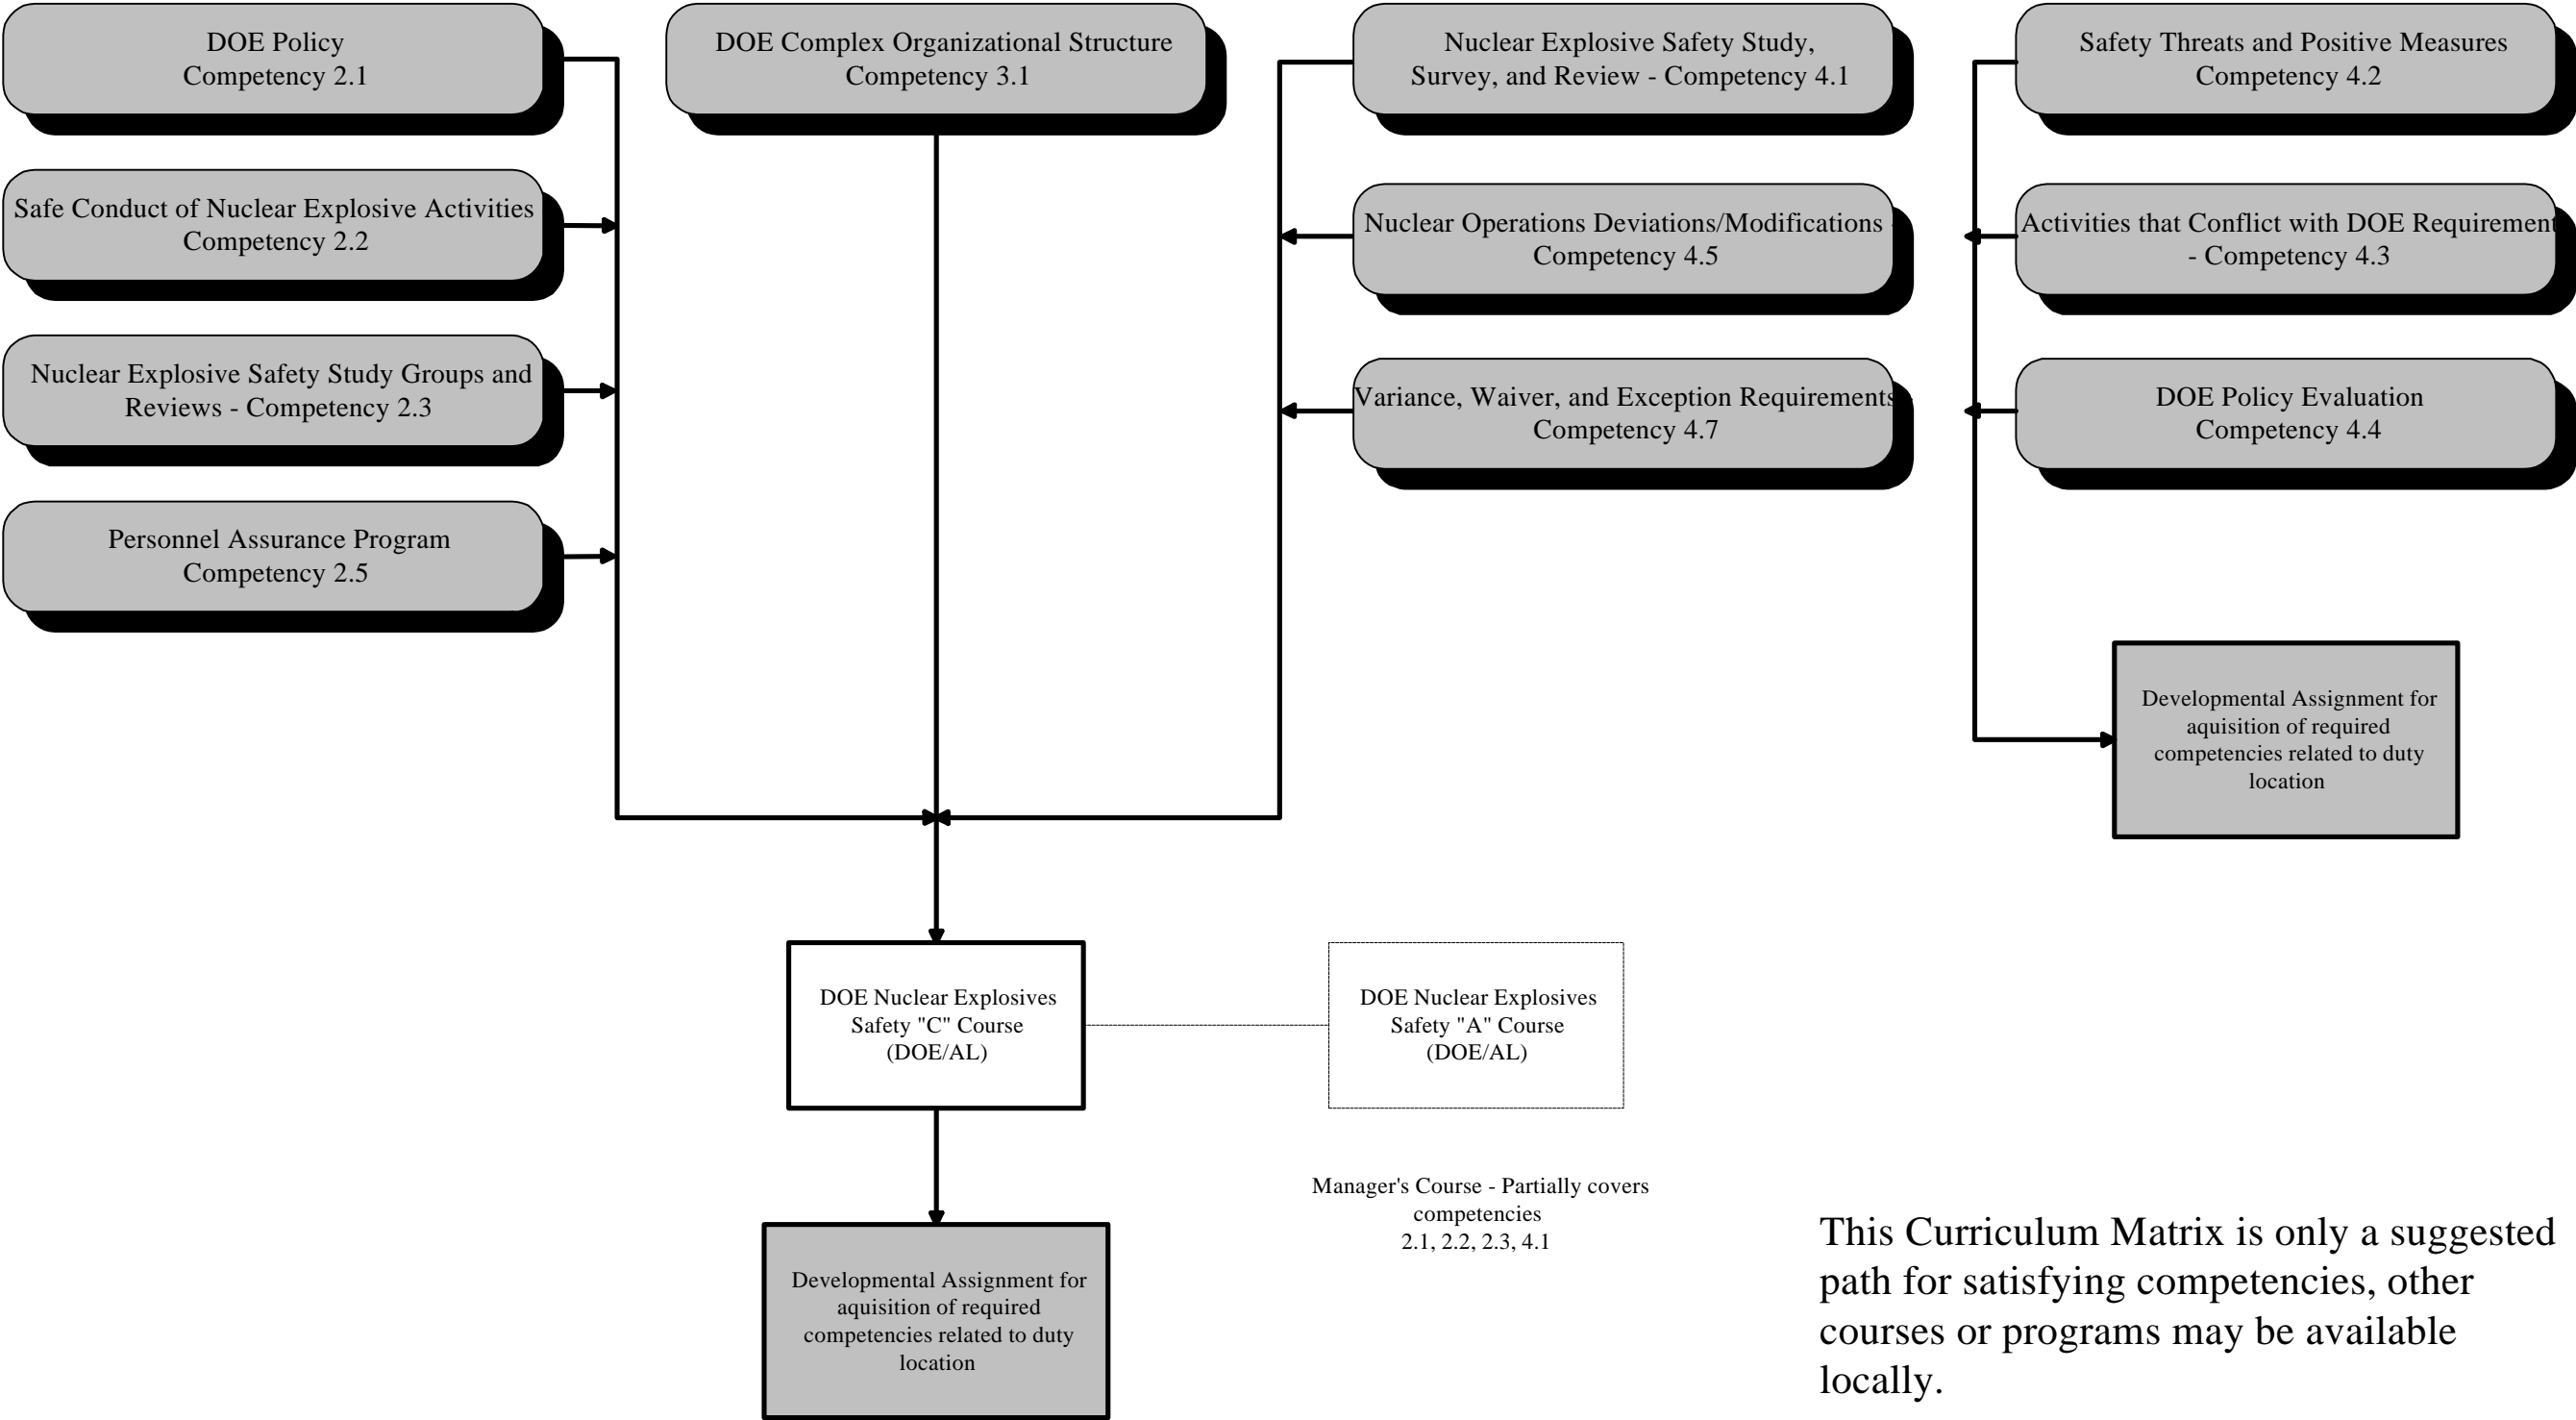 DOE Policy
Competency 2.1
DOE Complex Organizational Structure
Competency 3.1
Nuclear Explosive Safety Study,
Survey, and Review - Competency 4.1
Safety Threats and Positive Measures
Competency 4.2
Safe Conduct of Nuclear Explosive Activities
Competency 2.2
Nuclear Operations Deviations/Modifications -
Competency 4.5
Activities that Conflict with DOE Requirement
- Competency 4.3
Nuclear Explosive Safety Study Groups and
Reviews - Competency 2.3
Variance, Waiver, and Exception Requirements
Competency 4.7
DOE Policy Evaluation
Competency 4.4
Personnel Assurance Program
Competency 2.5
Developmental Assignment for
aquisition of required
competencies related to duty
location
DOE Nuclear Explosives
Safety "C" Course
(DOE/AL)
DOE Nuclear Explosives
Safety "A" Course
(DOE/AL)
Manager's Course - Partially covers
competencies
2.1, 2.2, 2.3, 4.1
Developmental Assignment for
aquisition of required
competencies related to duty
location
This Curriculum Matrix is only a suggested
path for satisfying competencies, other
courses or programs may be available
locally.